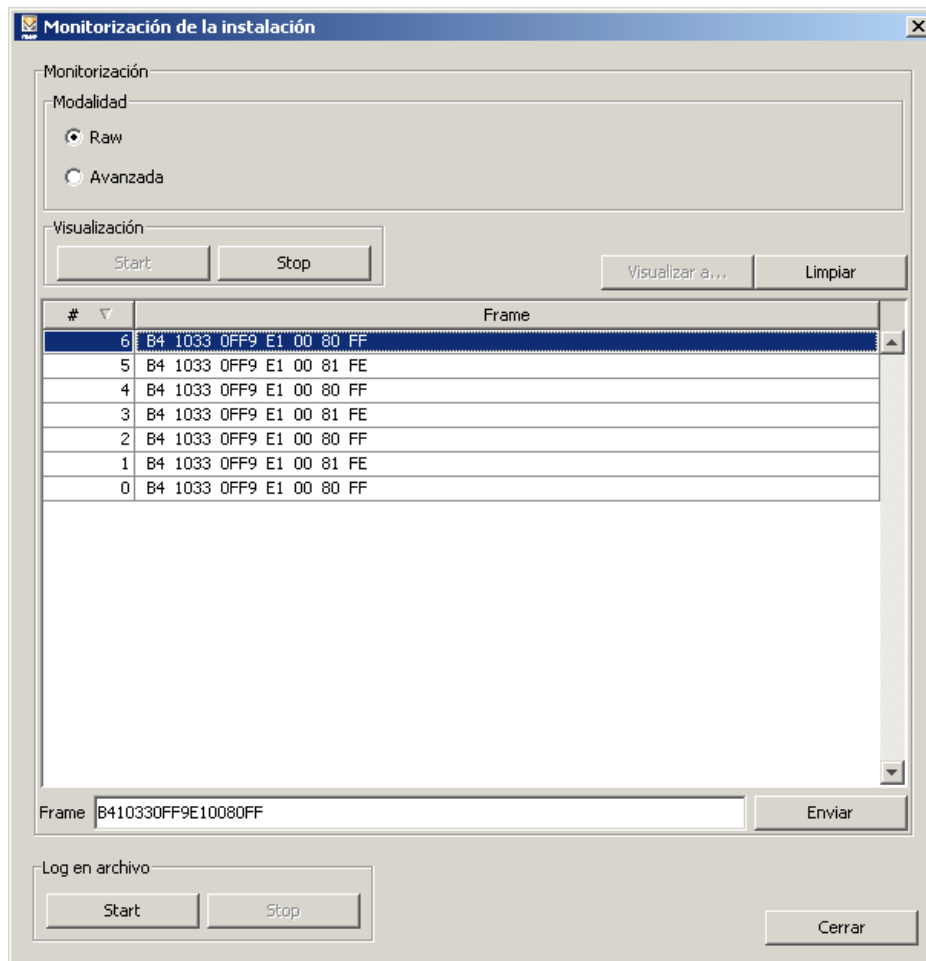 Monitorización de la instalación
Monitorización
Modalidad
Raw
Avanzada
Visualización
Start Stop Visualizar a... Limpiar
# Frame
6 B4 1033 0FF9 E1 00 80 FF
5 B4 1033 0FF9 E1 00 81 FE
4 B4 1033 0FF9 E1 00 80 FF
3 B4 1033 0FF9 E1 00 81 FE
2 B4 1033 0FF9 E1 00 80 FF
1 B4 1033 0FF9 E1 00 81 FE
0 B4 1033 0FF9 E1 00 80 FF
Frame B410330FF9E10080FF Enviar
Log en archivo
Start Stop
Cerrar